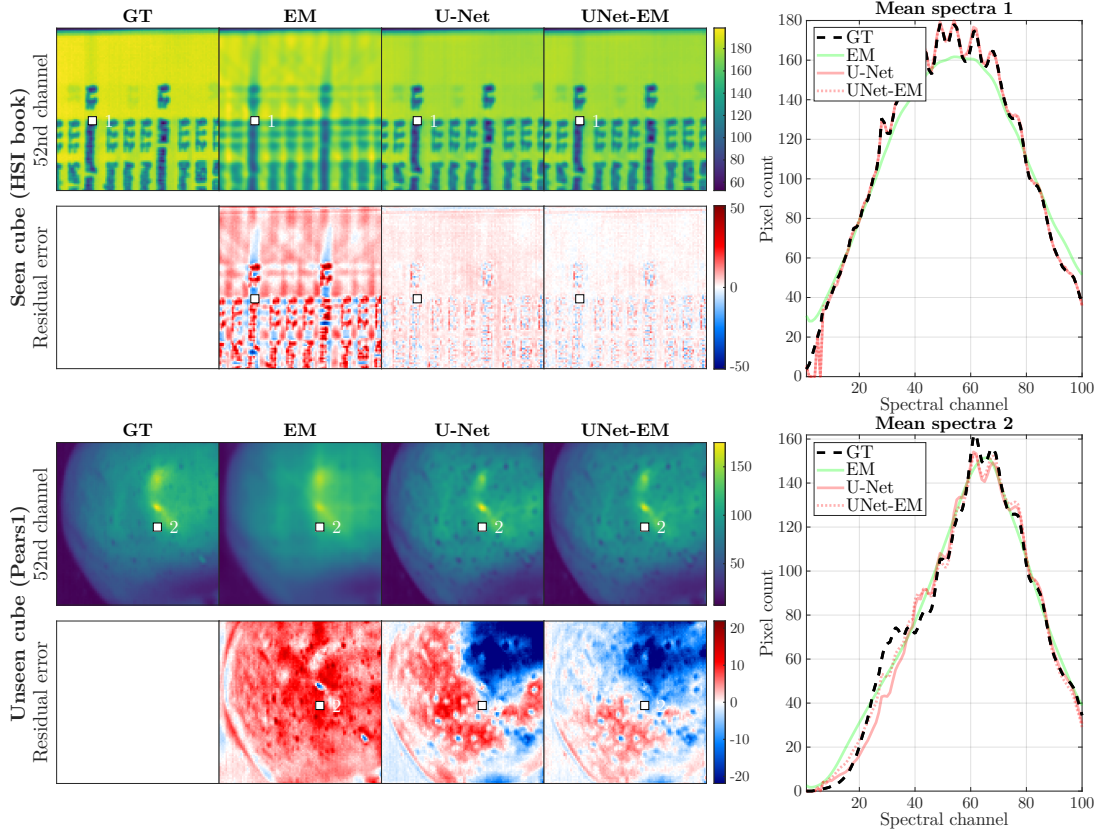 GT EM U-Net UNet-EM
Seen cube (HSI book)
52nd channel
1
1
1
1
180
160
140
120
100
80
60
Residual error
50
0
-50
Mean spectra 1
GT
EM
U-Net
UNet-EM
Pixel count
180
160
140
120
100
80
60
40
20
0
20 40 60 80 100
Spectral channel
GT EM U-Net UNet-EM
Unseen cube (Pears1)
52nd channel
2
2
2
2
150
100
50
Residual error
2
20
10
0
-10
-20
Mean spectra 2
GT
EM
U-Net
UNet-EM
Pixel count
160
140
120
100
80
60
40
20
0
20 40 60 80 100
Spectral channel